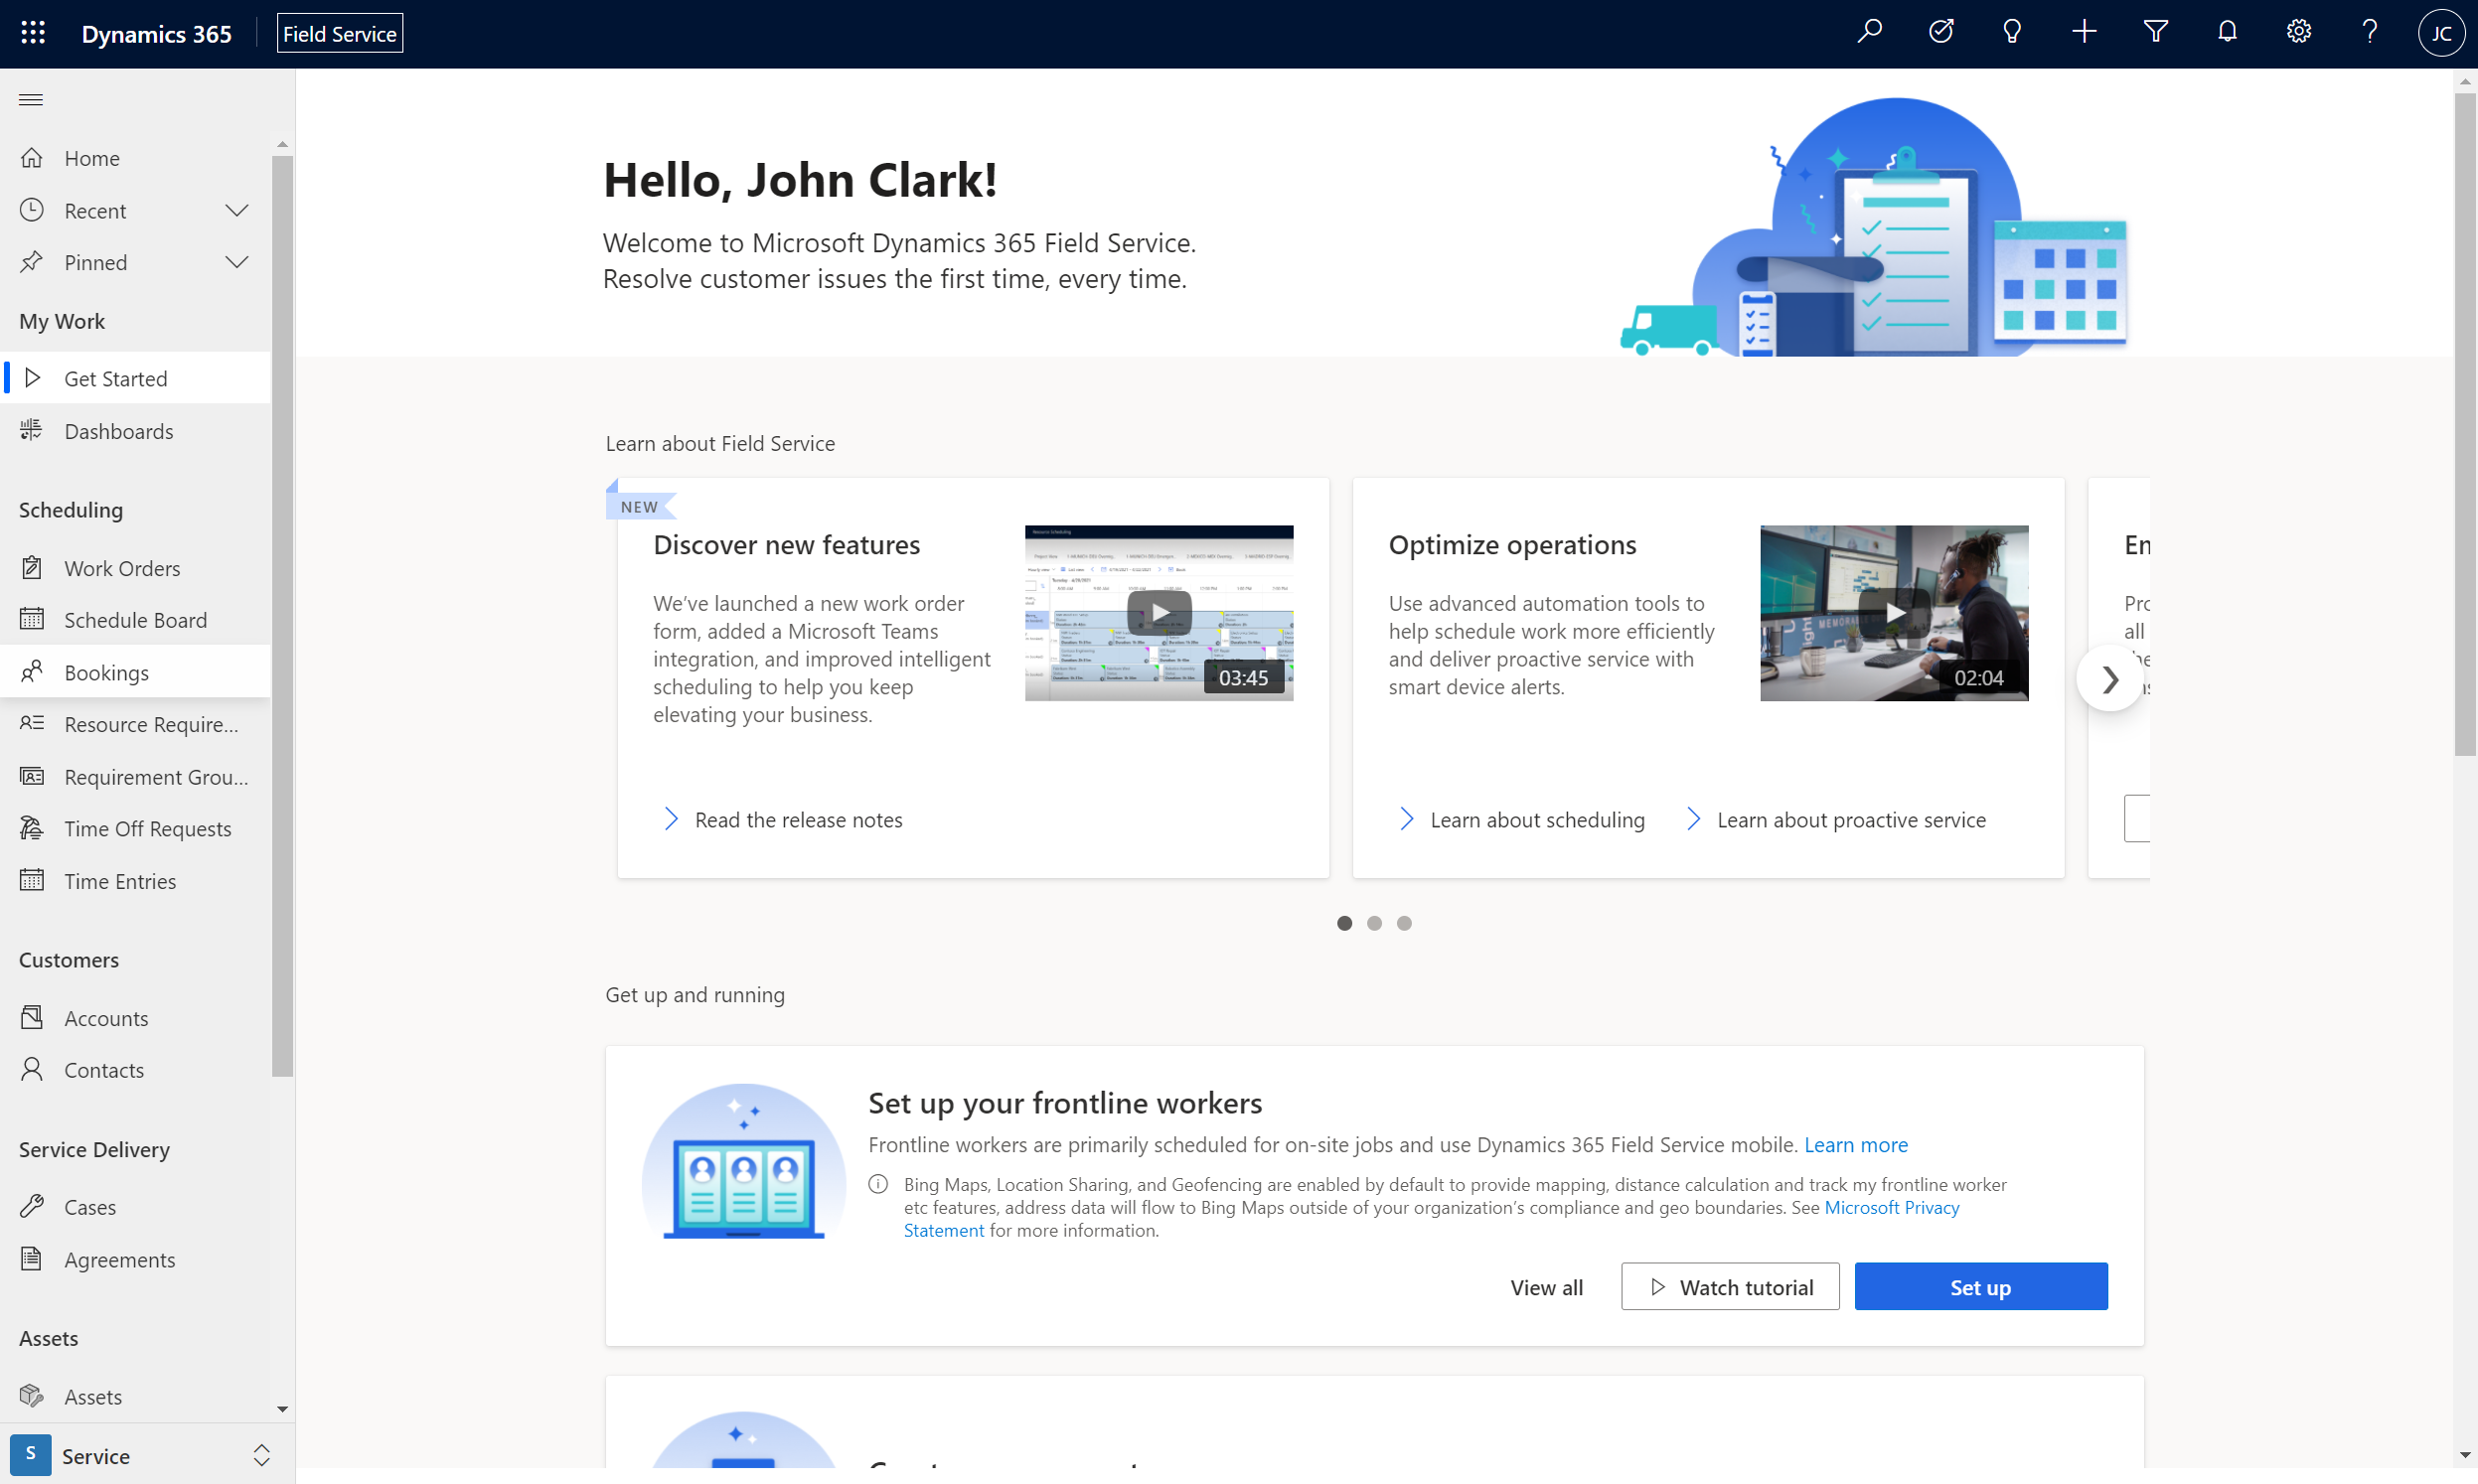 Dynamics 365
Field Service
JC
Home
Recent
Pinned
My Work
Get Started
Dashboards
Scheduling
Work Orders
Schedule Board
Bookings
Resource Require...
Requirement Grou...
Time Off Requests
Time Entries
Customers
Accounts
Contacts
Service Delivery
Cases
Agreements
Assets
Assets
S Service
Hello, John Clark!
Welcome to Microsoft Dynamics 365 Field Service.
Resolve customer issues the first time, every time.
Learn about Field Service
NEW
Discover new features
We’ve launched a new work order
form, added a Microsoft Teams
integration, and improved intelligent
scheduling to help you keep
elevating your business.
03:45
Read the release notes
Optimize operations
Use advanced automation tools to
help schedule work more efficiently
and deliver proactive service with
smart device alerts.
02:04
Learn about scheduling
Learn about proactive service
En
Pro
all
Get up and running
Set up your frontline workers
Frontline workers are primarily scheduled for on-site jobs and use Dynamics 365 Field Service mobile. Learn more
Bing Maps, Location Sharing, and Geofencing are enabled by default to provide mapping, distance calculation and track my frontline worker
etc features, address data will flow to Bing Maps outside of your organization’s compliance and geo boundaries. See Microsoft Privacy
Statement for more information.
View all
Watch tutorial
Set up